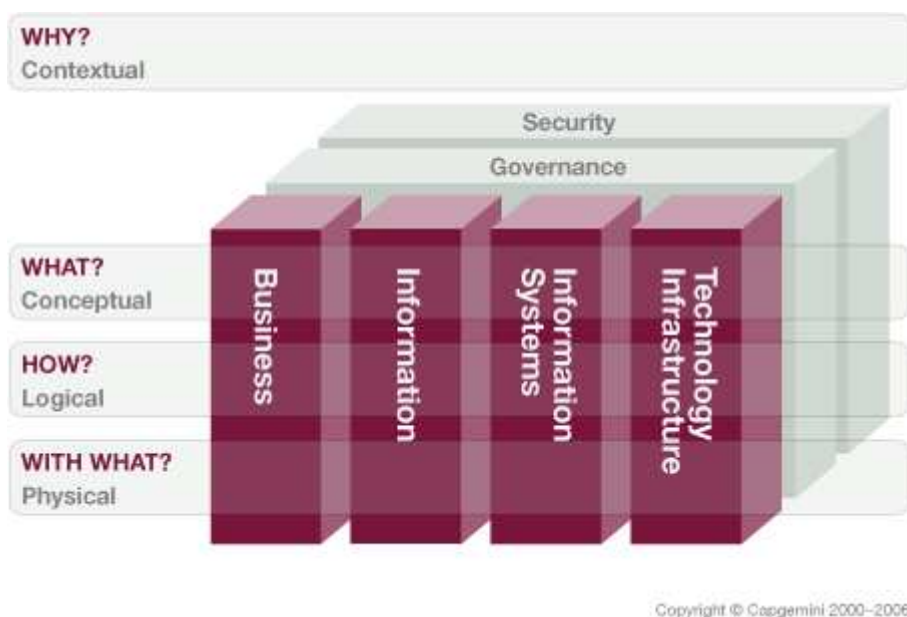 WHY?
Contextual
Security
Governance
WHAT?
Conceptual
HOW?
Logical
WITH WHAT?
Physical
Business
Information
Information
Systems
Technology
Infrastructure
Copyright © Capgemini 2000–2006